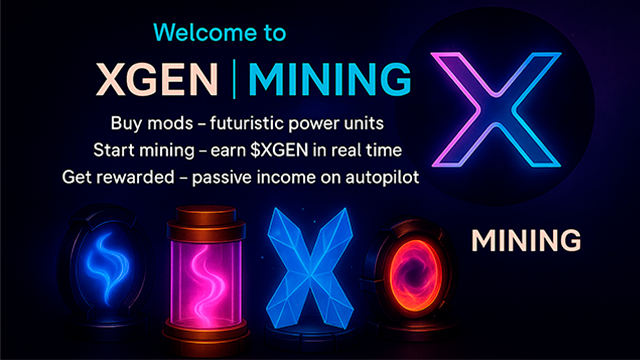 Welcome to
XGEN | MINING
Buy mods – futuristic power units
Start mining – earn $XGEN in real time
Get rewarded – passive income on autopilot
X
MINING